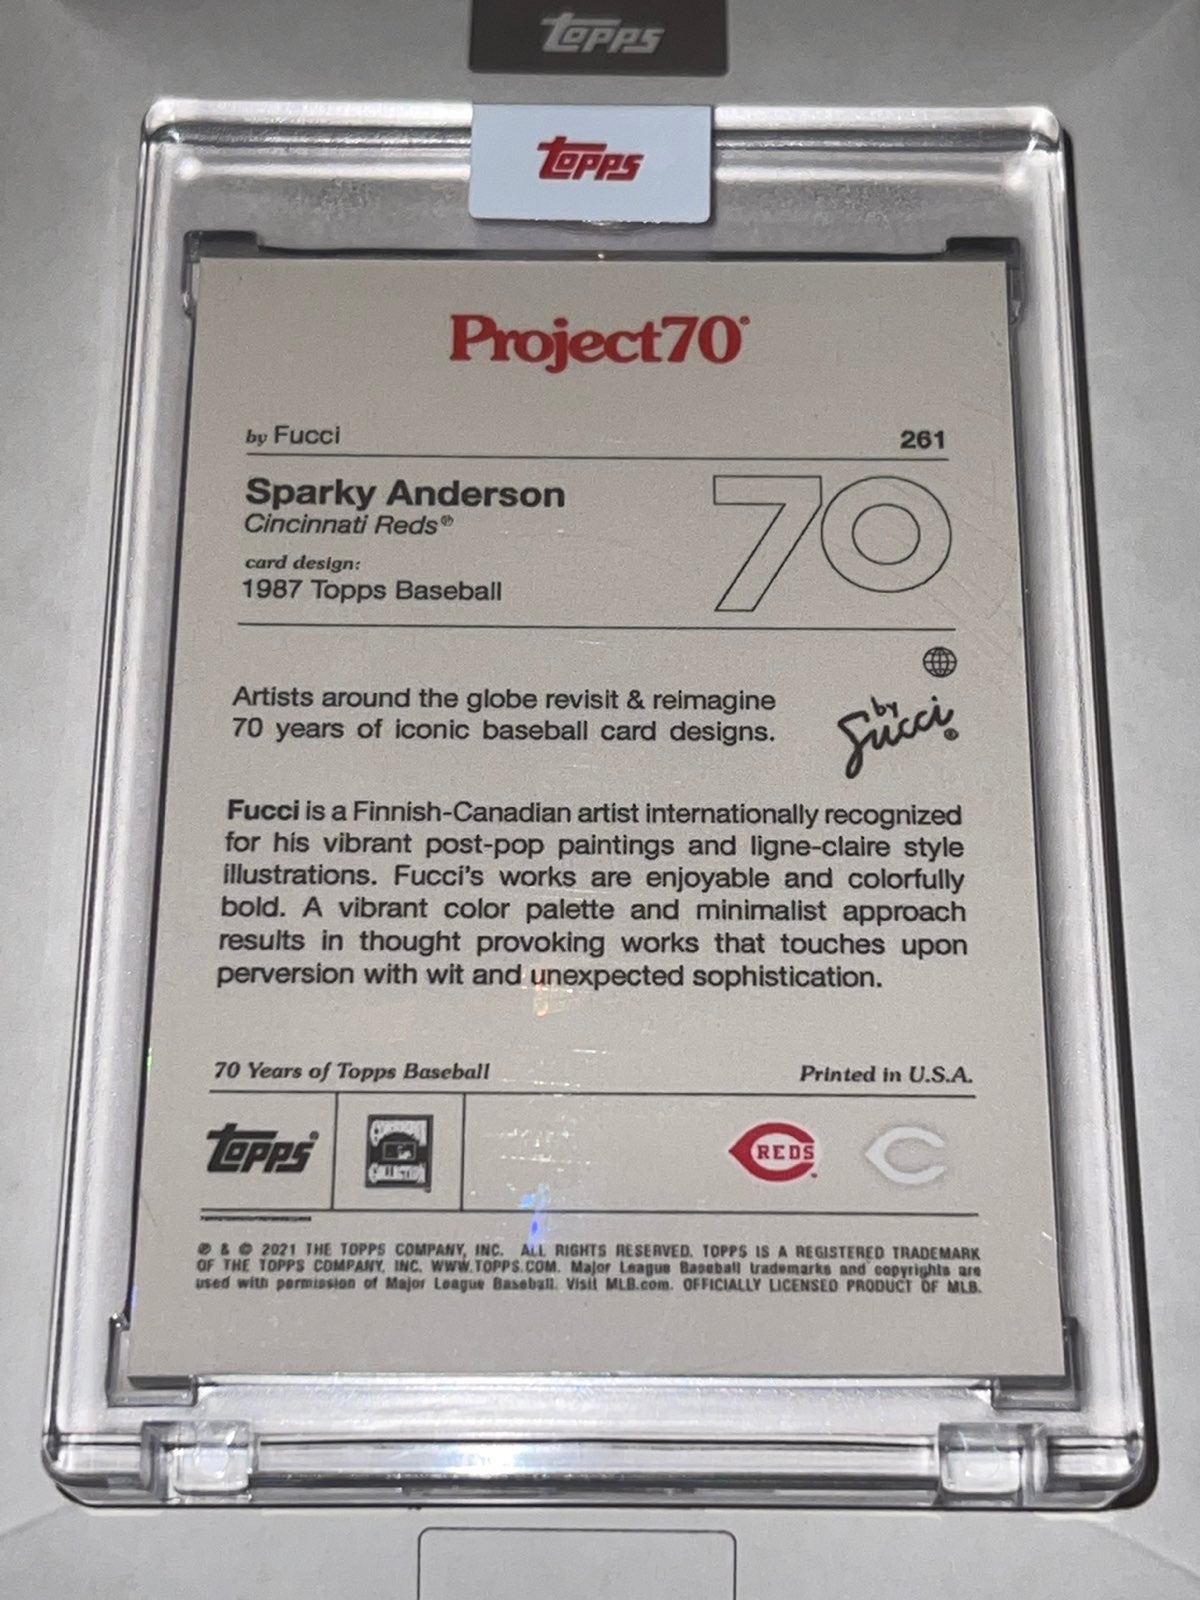 TOPPS
TOPPS
Project70®
by Fucci
261
Sparky Anderson
Cincinnati Reds®
70
card design:
1987 Topps Baseball
Artists around the globe revisit & reimagine
70 years of iconic baseball card designs.
by
Fucci®
Fucci is a Finnish-Canadian artist internationally recognized
for his vibrant post-pop paintings and ligne-claire style
illustrations. Fucci's works are enjoyable and colorfully
bold. A vibrant color palette and minimalist approach
results in thought provoking works that touches upon
perversion with wit and unexpected sophistication.
70 Years of Topps Baseball
Printed in U.S.A.
TOPPS®
COLLECTION
REDS
C
℗ & © 2021 THE TOPPS COMPANY, INC. ALL RIGHTS RESERVED. TOPPS IS A REGISTERED TRADEMARK
OF THE TOPPS COMPANY, INC. WWW.TOPPS.COM. Major League Baseball trademarks and copyrights are
used with permission of Major League Baseball. Visit MLB.com. OFFICIALLY LICENSED PRODUCT OF MLB.